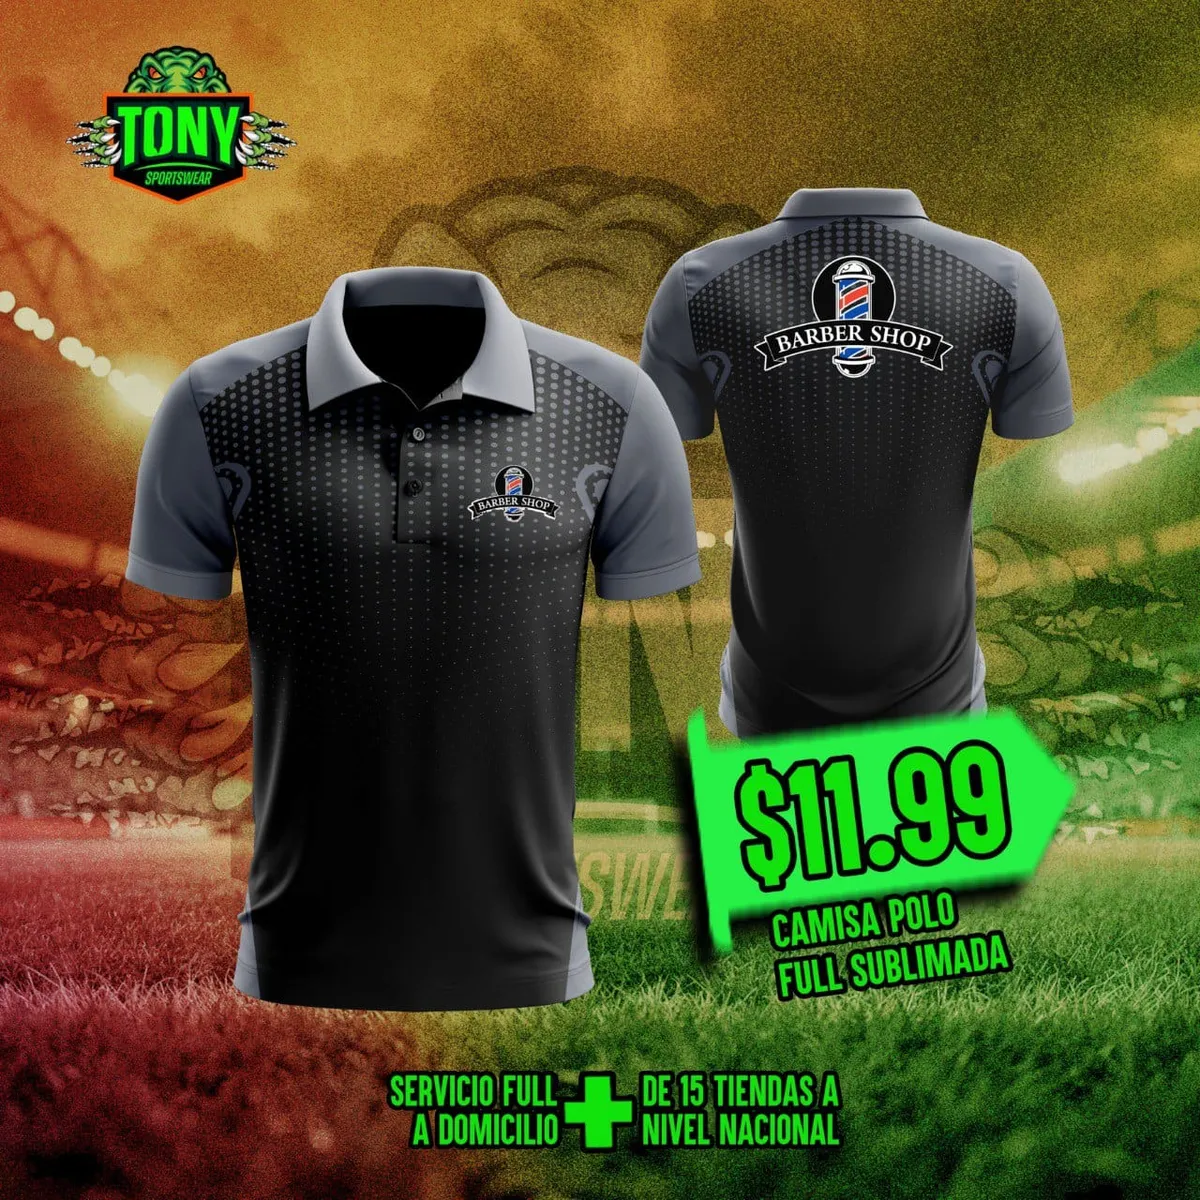 TONY
SPORTSWEAR
BARBER SHOP
BARBER SHOP
$11.99
CAMISA POLO
FULL SUBLIMADA
SERVICIO FULL
A DOMICILIO
+
DE 15 TIENDAS A
NIVEL NACIONAL